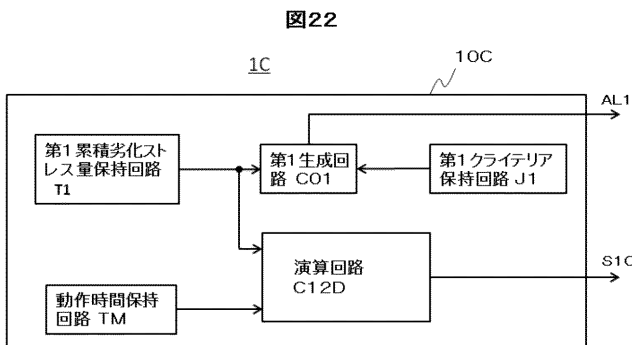 図22
1C
10C
AL1
第1累積劣化スト
レス量保持回路
T1
第1生成回
路 CO1
第1クライテリア
保持回路 J1
演算回路
C12D
S1C
動作時間保持
回路 TM